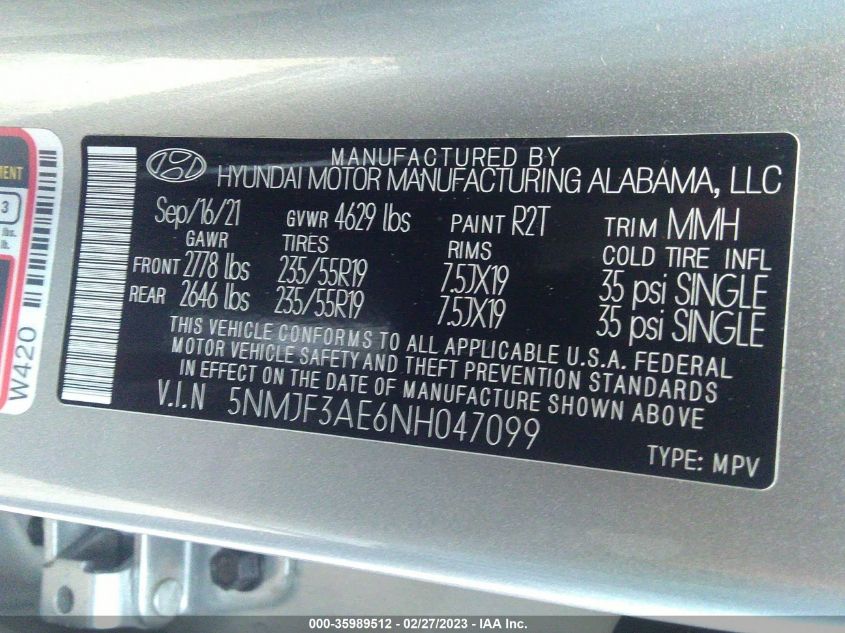 MENT
3
lbs.
lb.
W420
MANUFACTURED BY
HYUNDAI MOTOR MANUFACTURING ALABAMA, LLC
Sep/16/21 GVWR 4629 lbs PAINT R2T TRIM MMH
GAWR TIRES RIMS COLD TIRE INFL
FRONT 2778 lbs 235/55R19 7.5JX19 35 psi SINGLE
REAR 2646 lbs 235/55R19 7.5JX19 35 psi SINGLE
THIS VEHICLE CONFORMS TO ALL APPLICABLE U.S.A. FEDERAL
MOTOR VEHICLE SAFETY AND THEFT PREVENTION STANDARDS
IN EFFECT ON THE DATE OF MANUFACTURE SHOWN ABOVE
V.I.N 5NMJF3AE6NH047099
TYPE: MPV
000-35989512 - 02/27/2023 - IAA Inc.